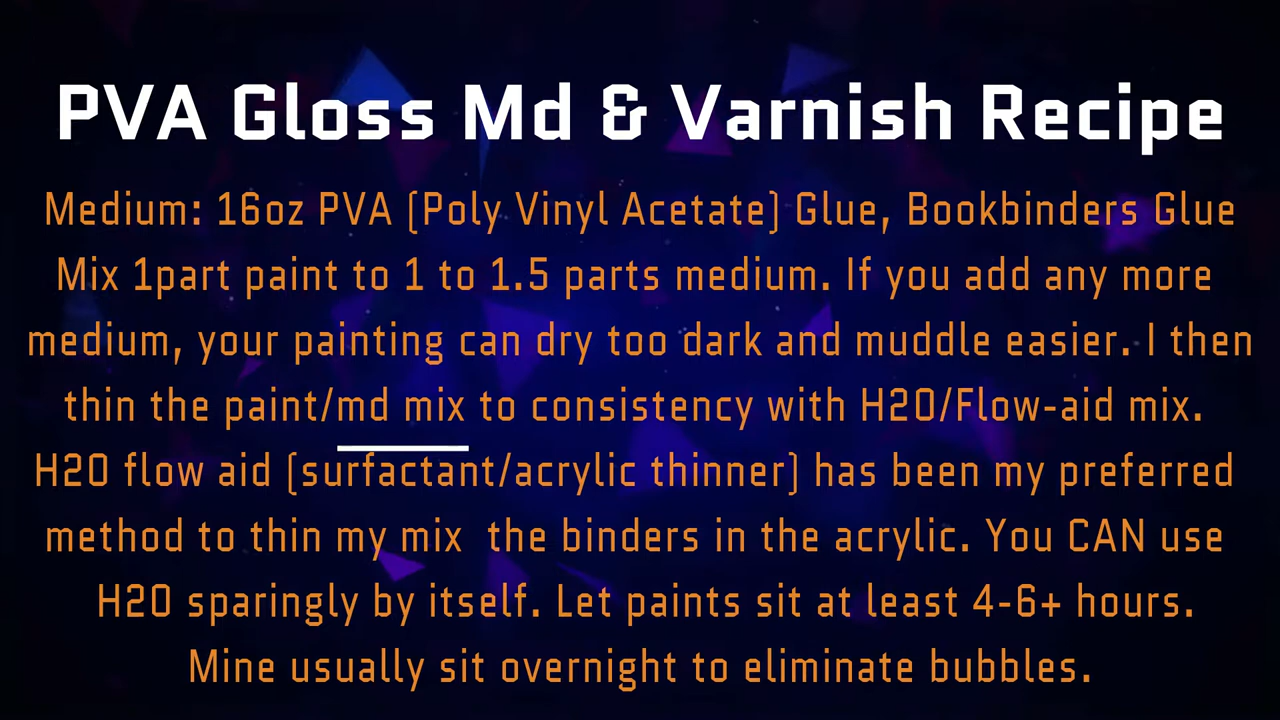 PVA Gloss Md & Varnish Recipe
Medium: 16oz PVA (Poly Vinyl Acetate) Glue, Bookbinders Glue
Mix 1part paint to 1 to 1.5 parts medium. If you add any more
medium, your painting can dry too dark and muddle easier. I then
thin the paint/md mix to consistency with H2O/Flow-aid mix.
H2O flow aid (surfactant/acrylic thinner) has been my preferred
method to thin my mix  the binders in the acrylic. You CAN use
H2O sparingly by itself. Let paints sit at least 4-6+ hours.
Mine usually sit overnight to eliminate bubbles.